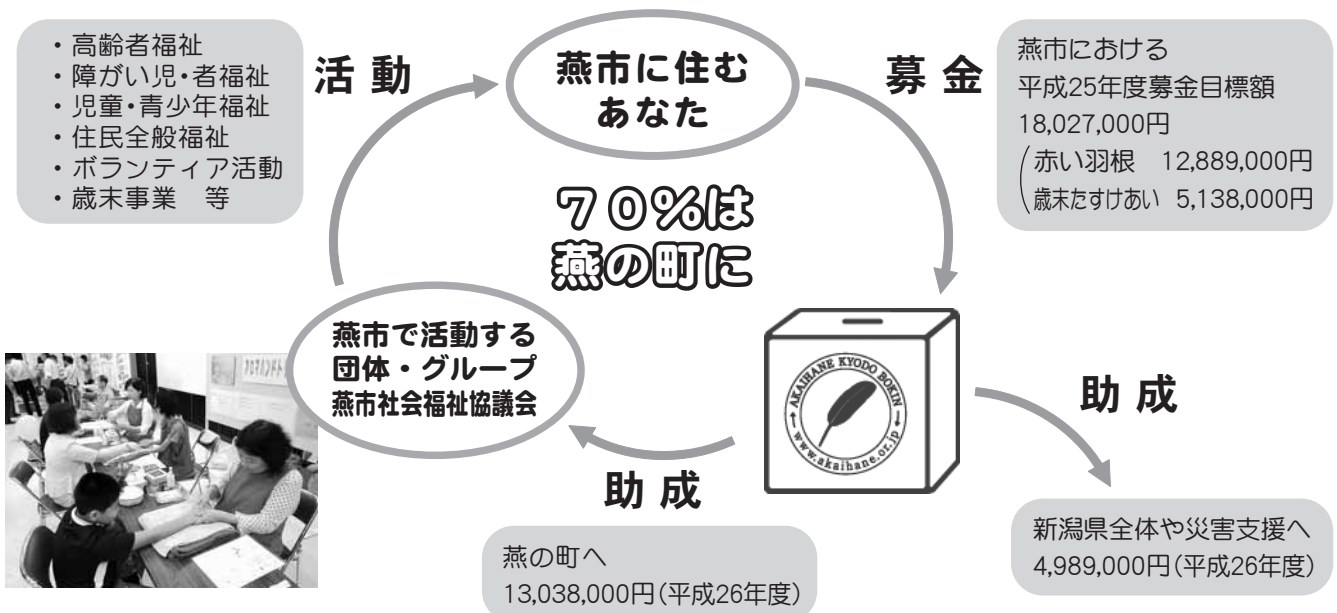 ・高齢者福祉
・障がい児・者福祉
・児童・青少年福祉
・住民全般福祉
・ボランティア活動
・歳末事業　等
活 動
燕市に住む
あなた
募 金
燕市における
平成25年度募金目標額
18,027,000円
赤い羽根　12,889,000円
歳末たすけあい 5,138,000円
７０％は
燕の町に
燕市で活動する
団体・グループ
燕市社会福祉協議会
AKAIHANE KYODO BOKIN
www.akaihane.or.jp
助 成
助 成
燕の町へ
13,038,000円(平成26年度)
新潟県全体や災害支援へ
4,989,000円(平成26年度)